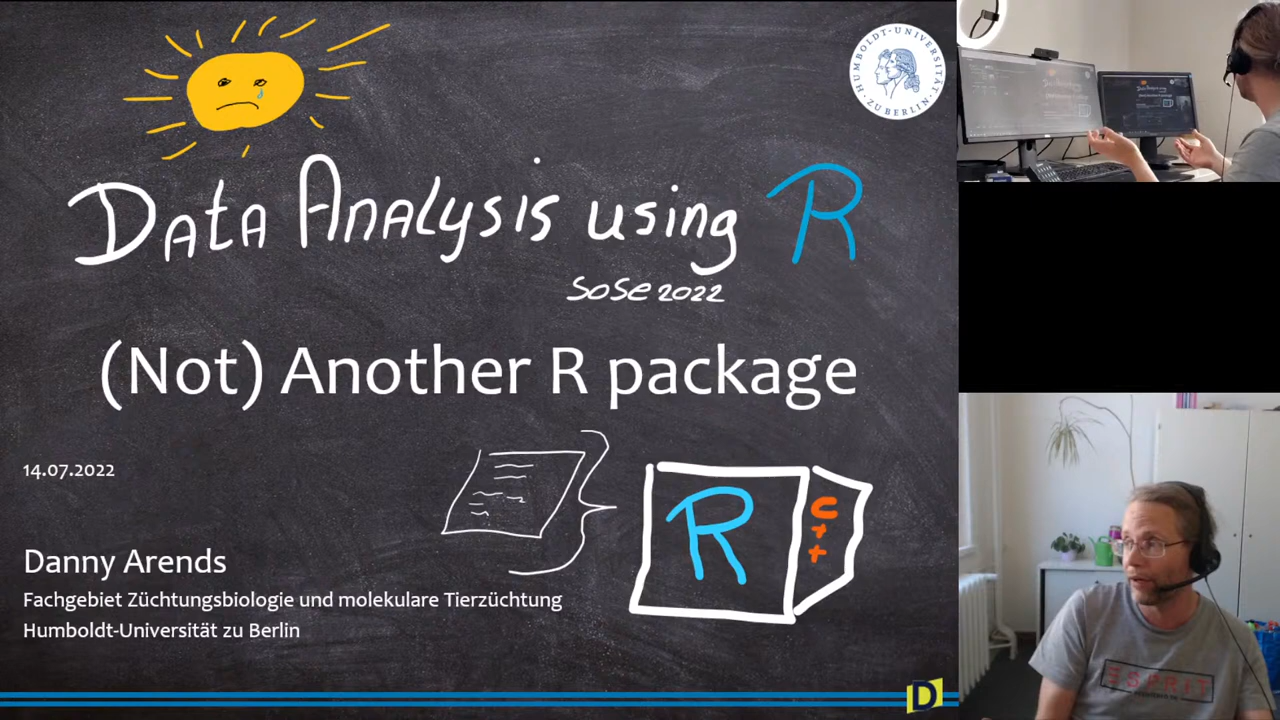 HUMBOLDT-UNIVERSITÄT ZU BERLIN
Data Analysis using R
SoSe 2022
(Not) Another R package
14.07.2022
R
C++
Danny Arends
Fachgebiet Züchtungsbiologie und molekulare Tierzüchtung
Humboldt-Universität zu Berlin
D
ESPRIT